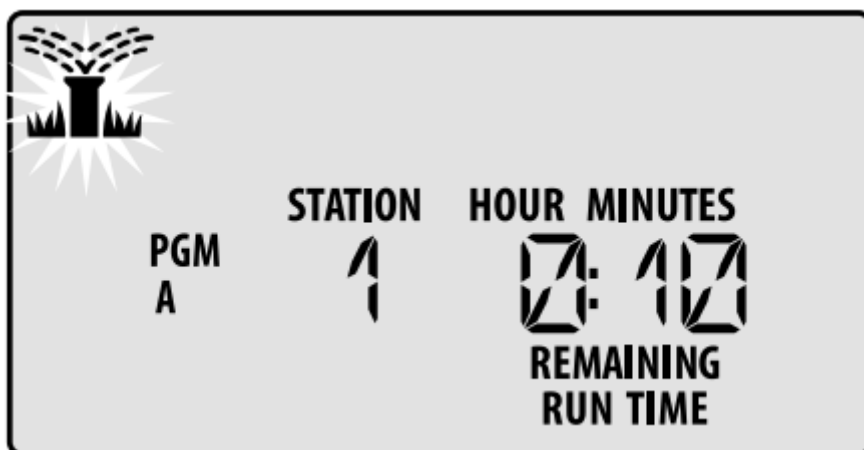 STATION HOUR MINUTES
PGM
A 1 0:10
REMAINING
RUN TIME